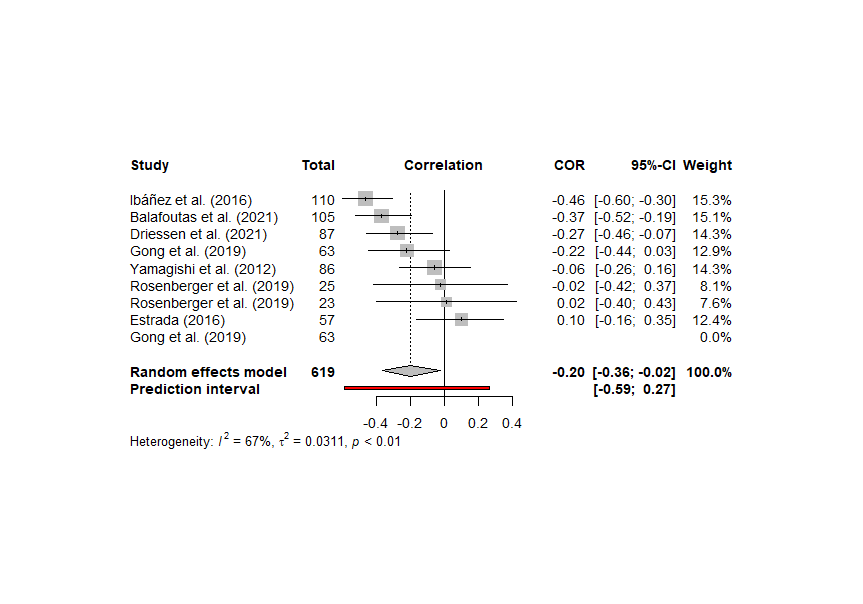 Study Total Correlation COR 95%-CI Weight
Ibáñez et al. (2016) 110 -0.46 [-0.60; -0.30] 15.3%
Balafoutas et al. (2021) 105 -0.37 [-0.52; -0.19] 15.1%
Driessen et al. (2021) 87 -0.27 [-0.46; -0.07] 14.3%
Gong et al. (2019) 63 -0.22 [-0.44; 0.03] 12.9%
Yamagishi et al. (2012) 86 -0.06 [-0.26; 0.16] 14.3%
Rosenberger et al. (2019) 25 -0.02 [-0.42; 0.37] 8.1%
Rosenberger et al. (2019) 23 0.02 [-0.40; 0.43] 7.6%
Estrada (2016) 57 0.10 [-0.16; 0.35] 12.4%
Gong et al. (2019) 63 0.0%
Random effects model 619 -0.20 [-0.36; -0.02] 100.0%
Prediction interval [-0.59; 0.27]
-0.4 -0.2 0 0.2 0.4
Heterogeneity: I² = 67%, τ² = 0.0311, p < 0.01